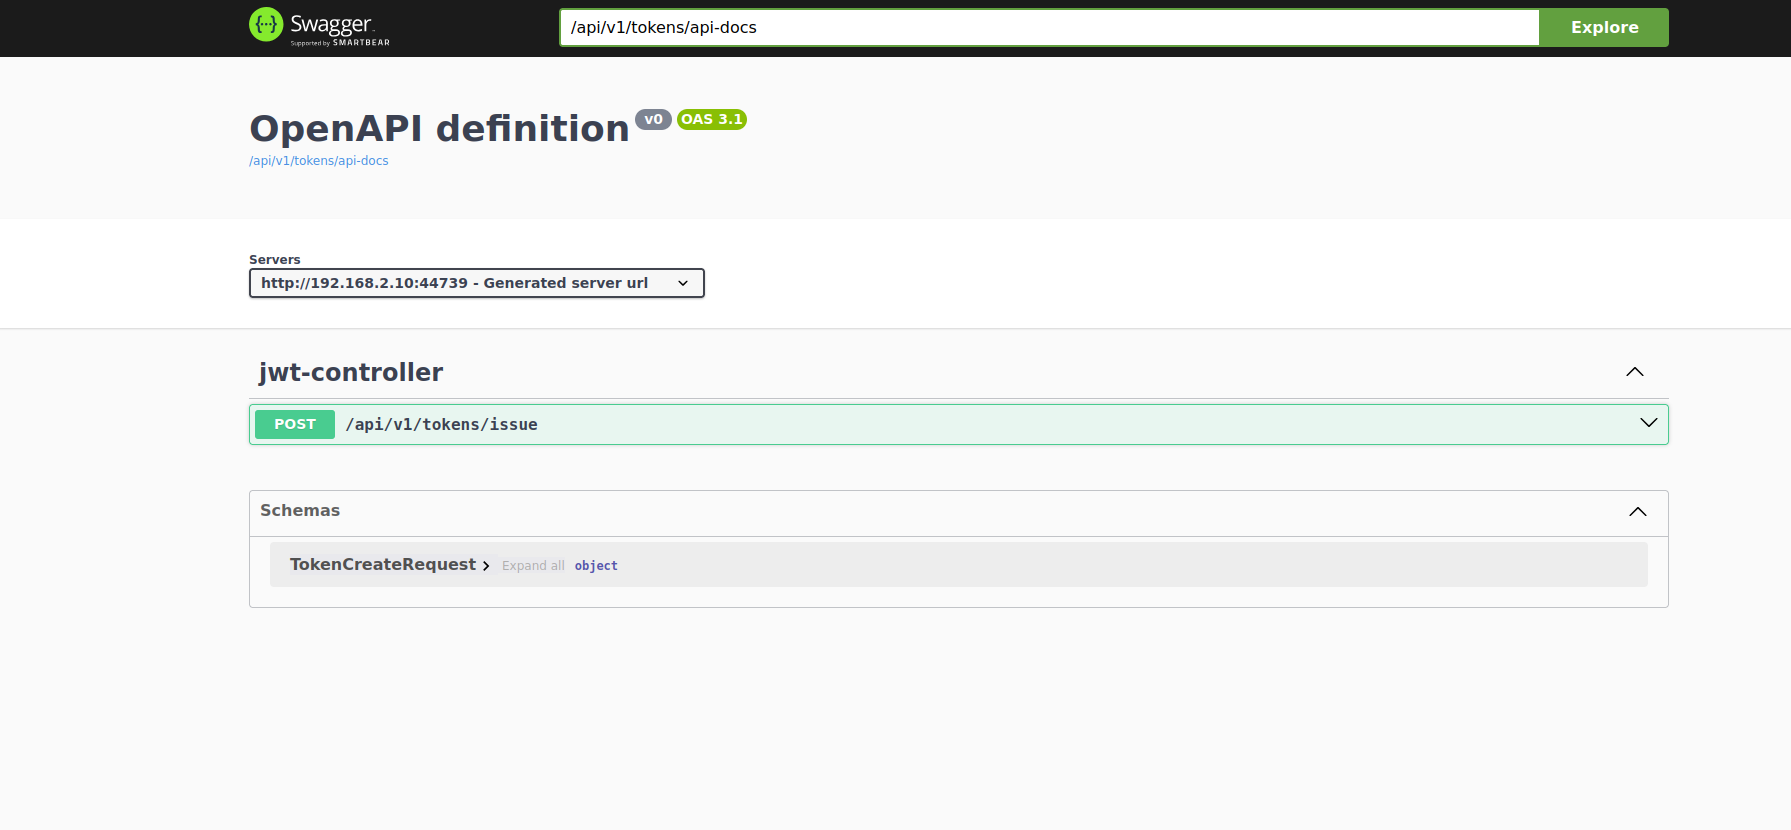 Swagger
Supported by SMARTBEAR
/api/v1/tokens/api-docs
Explore
OpenAPI definition v0 OAS 3.1
/api/v1/tokens/api-docs
Servers
http://192.168.2.10:44739 - Generated server url
jwt-controller
POST /api/v1/tokens/issue
Schemas
TokenCreateRequest Expand all object